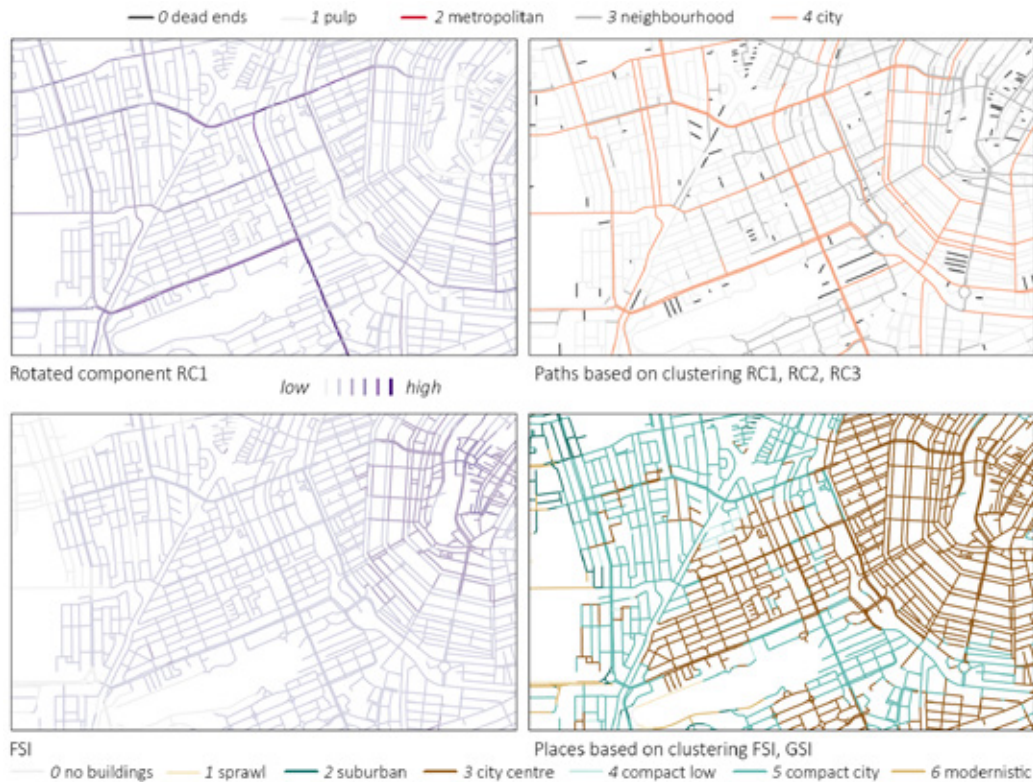 0 dead ends 1 pulp 2 metropolitan 3 neighbourhood 4 city
Rotated component RC1
low high
Paths based on clustering RC1, RC2, RC3
FSI
Places based on clustering FSI, GSI
0 no buildings 1 sprawl 2 suburban 3 city centre 4 compact low 5 compact city 6 modernistic